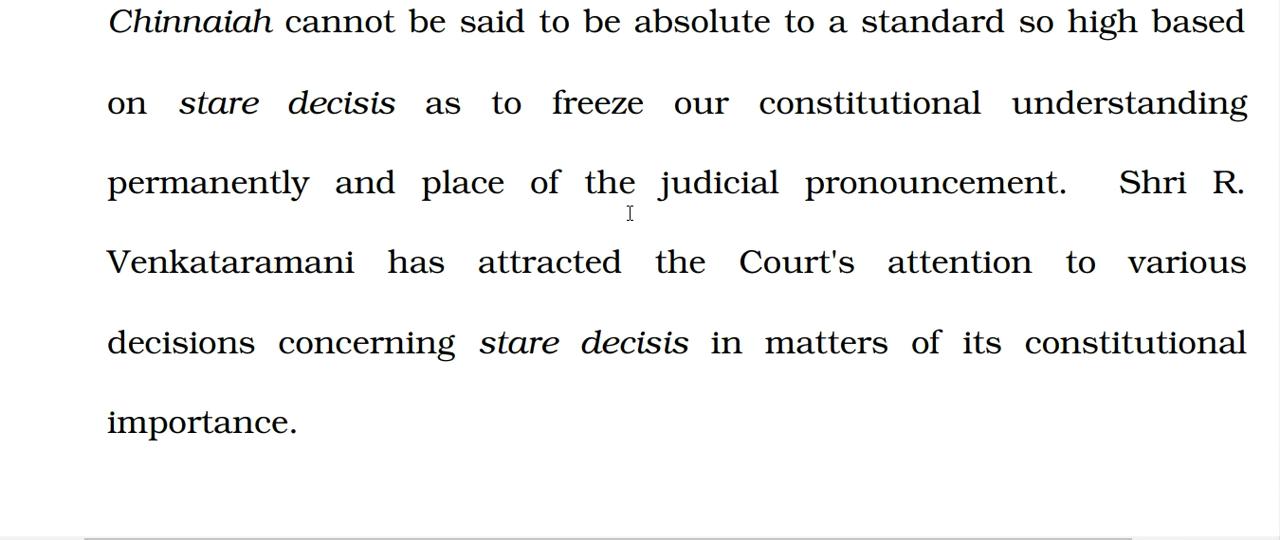 Chinnaiah cannot be said to be absolute to a standard so high based
on stare decisis as to freeze our constitutional understanding
permanently and place of the judicial pronouncement. Shri R.
Venkataramani has attracted the Court's attention to various
decisions concerning stare decisis in matters of its constitutional
importance.